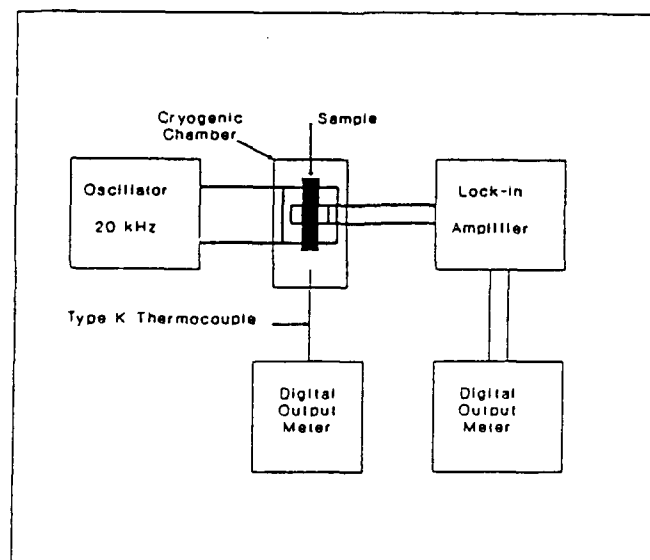 Cryogenic
Chamber
Sample
Oscillator
20 kHz
Lock-in
Amplifier
Type K Thermocouple
Digital
Output
Meter
Digital
Output
Meter